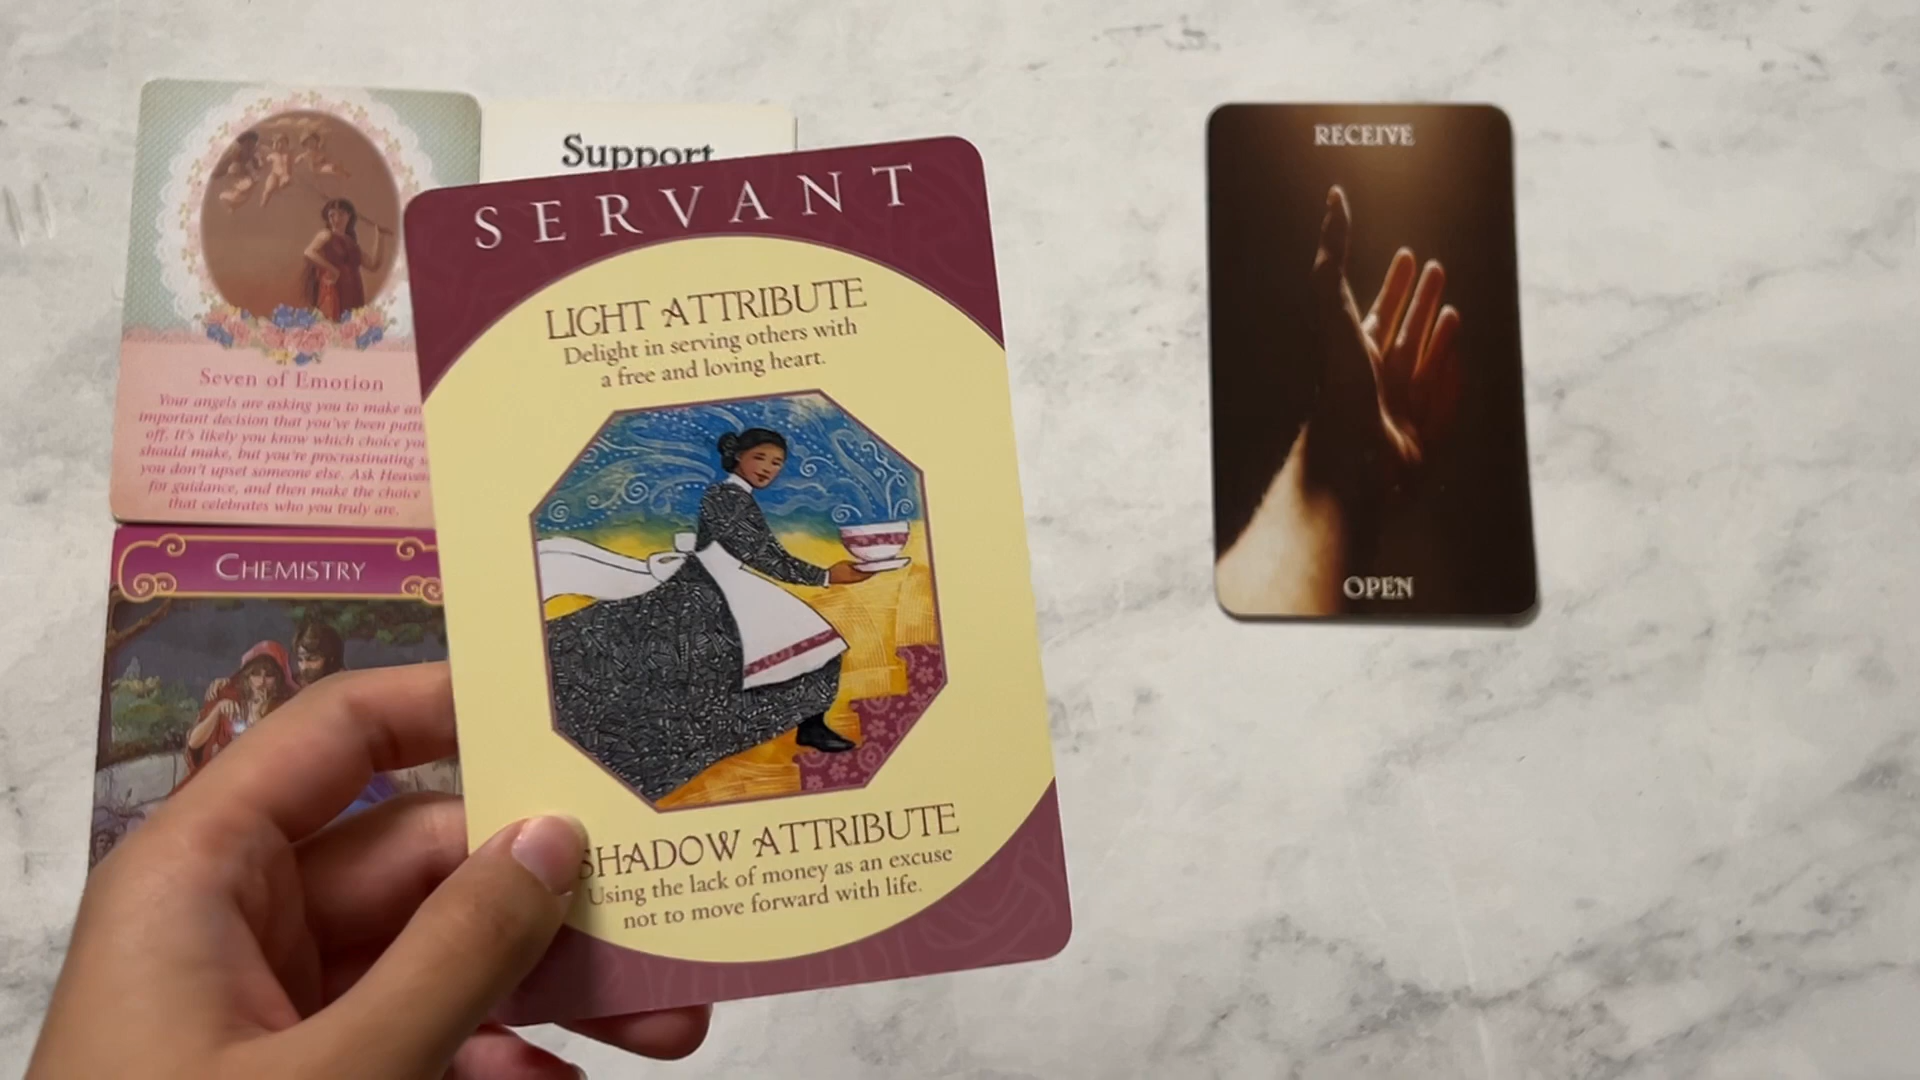 Support
SERVANT
LIGHT ATTRIBUTE
Delight in serving others with
a free and loving heart.
SHADOW ATTRIBUTE
Using the lack of money as an excuse
not to move forward with life.
Seven of Emotion
Your angels are asking you to make an
important decision that you've been
off. It's likely you know which choice you
should make, but you're procrastinating
you don't upset someone else. Ask
for guidance, and then make the choice
that celebrates who you truly are.
CHEMISTRY
RECEIVE
OPEN